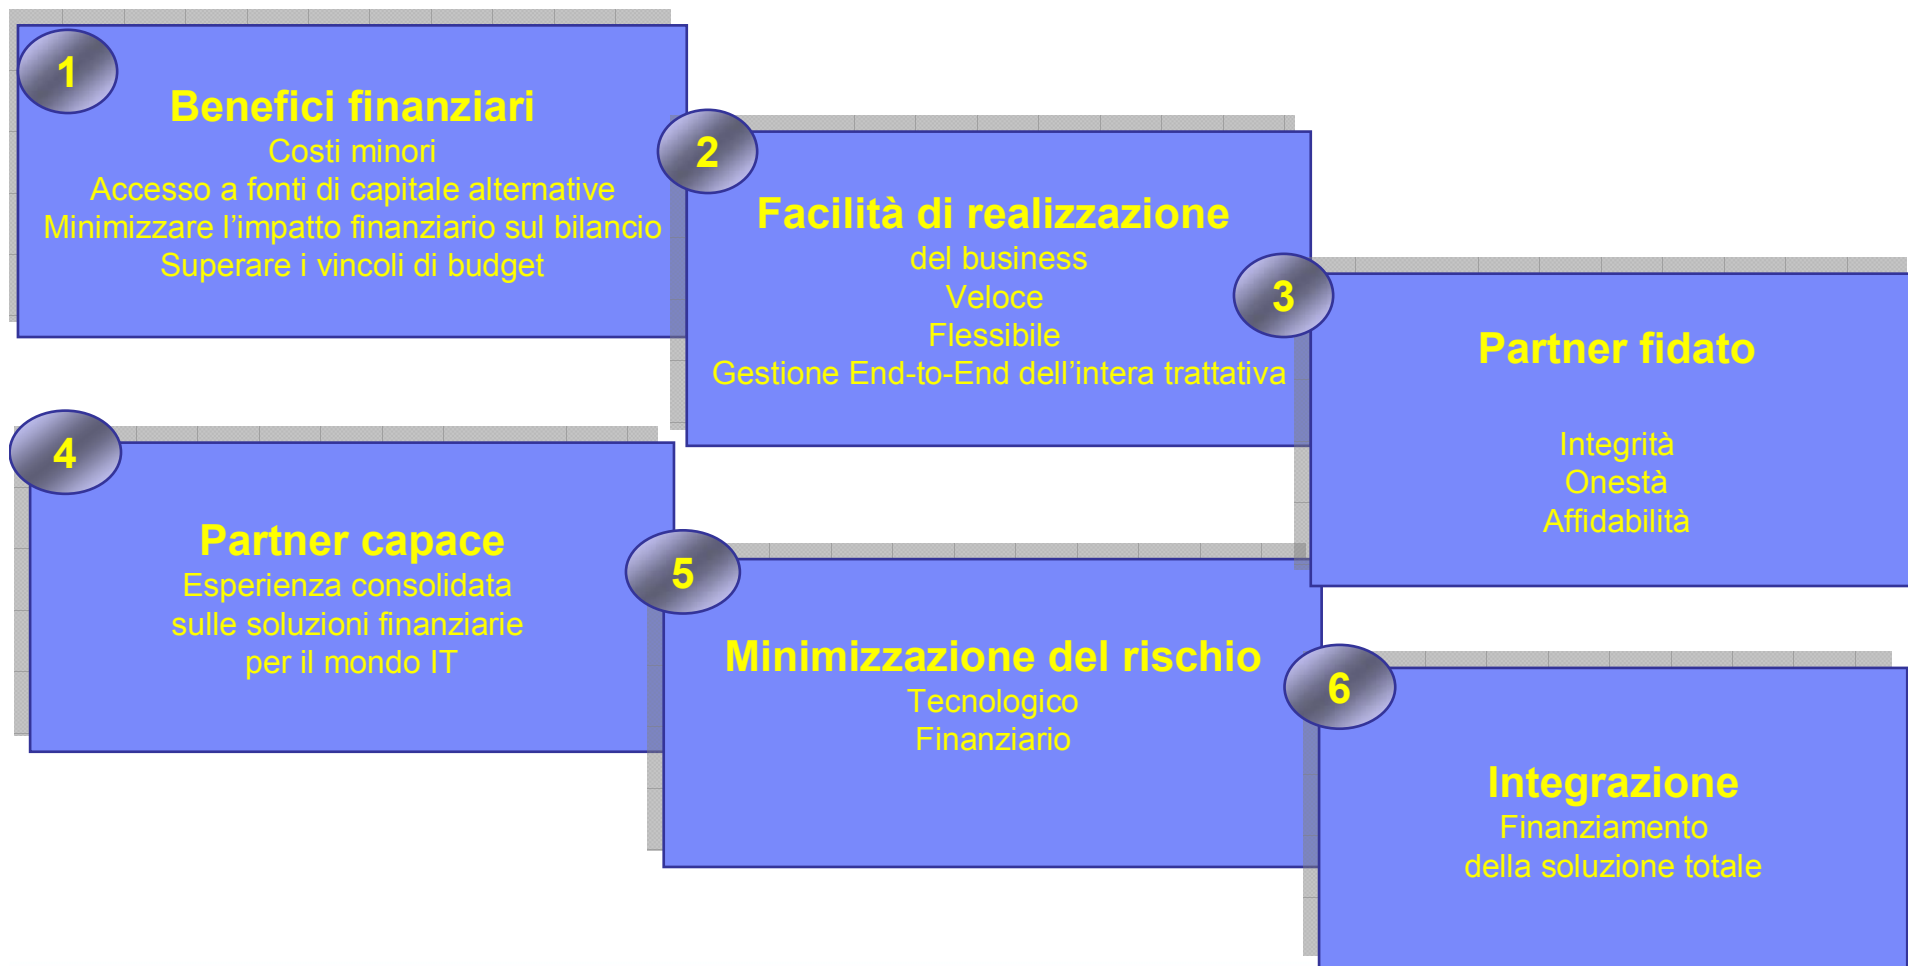 1
Benefici finanziari
Costi minori
Accesso a fonti di capitale alternative
Minimizzare l’impatto finanziario sul bilancio
Superare i vincoli di budget
2
Facilità di realizzazione
del business
Veloce
Flessibile
Gestione End-to-End dell’intera trattativa
3
Partner fidato
Integrità
Onestà
Affidabilità
4
Partner capace
Esperienza consolidata
sulle soluzioni finanziarie
per il mondo IT
5
Minimizzazione del rischio
Tecnologico
Finanziario
6
Integrazione
Finanziamento
della soluzione totale